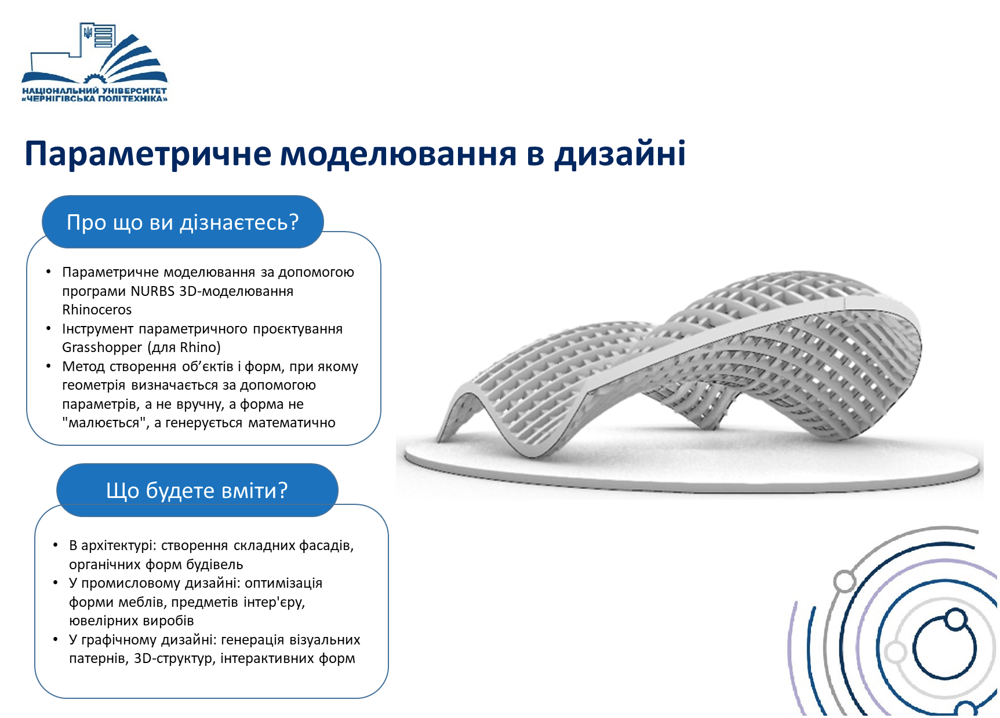 НАЦІОНАЛЬНИЙ УНІВЕРСИТЕТ
«ЧЕРНІГІВСЬКА ПОЛІТЕХНІКА»
Параметричне моделювання в дизайні
Про що ви дізнаєтесь?
• Параметричне моделювання за допомогою
програми NURBS 3D-моделювання
Rhinoceros
• Інструмент параметричного проєктування
Grasshopper (для Rhino)
• Метод створення об’єктів і форм, при якому
геометрія визначається за допомогою
параметрів, а не вручну, а форма не
"малюється", а генерується математично
Що будете вміти?
• В архітектурі: створення складних фасадів,
органічних форм будівель
• У промисловому дизайні: оптимізація
форми меблів, предметів інтер'єру,
ювелірних виробів
• У графічному дизайні: генерація візуальних
патернів, 3D-структур, інтерактивних форм